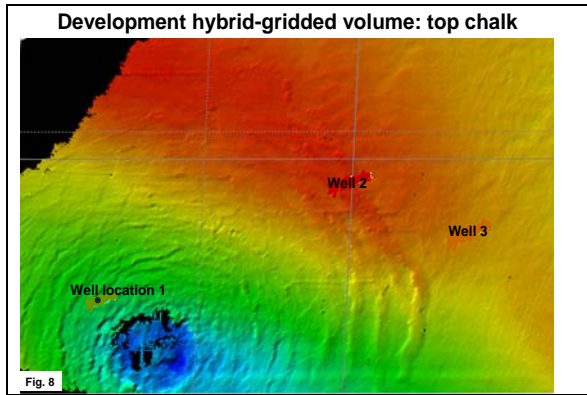 Development hybrid-gridded volume: top chalk
Well 2
Well 3
Well location 1
Fig. 8